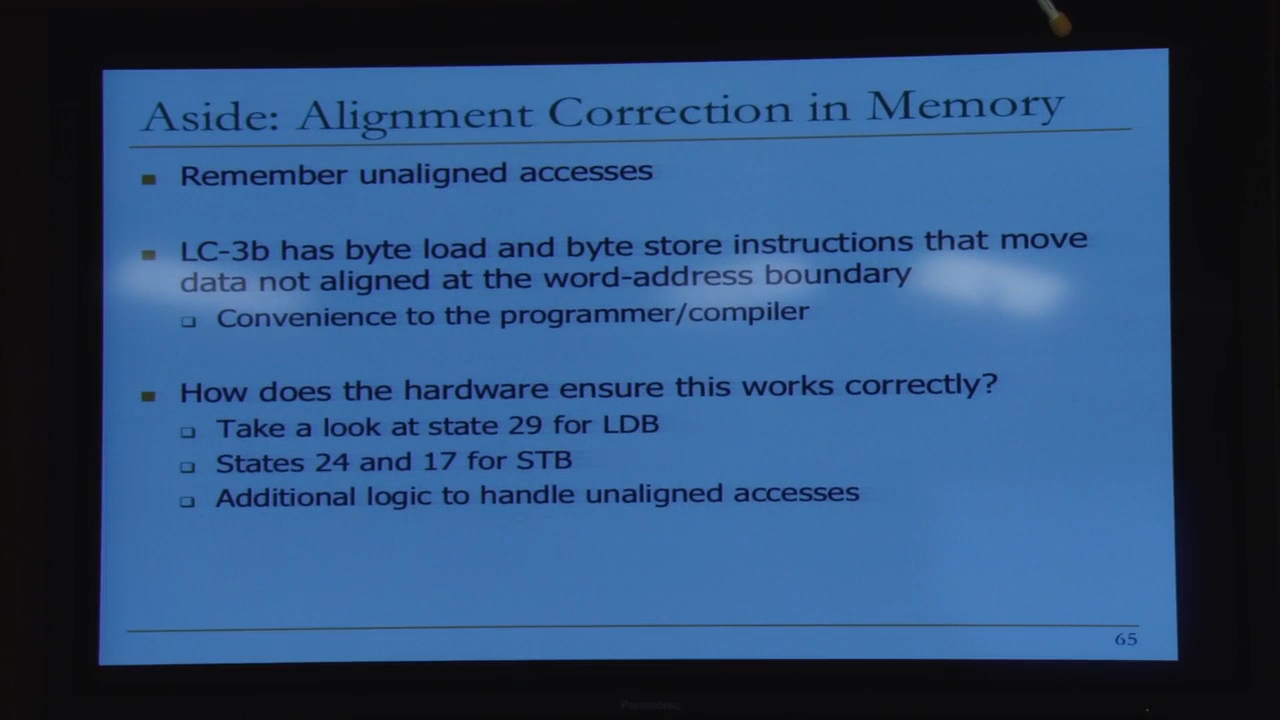 Aside: Alignment Correction in Memory
Remember unaligned accesses
LC-3b has byte load and byte store instructions that move
data not aligned at the word-address boundary
Convenience to the programmer/compiler
How does the hardware ensure this works correctly?
Take a look at state 29 for LDB
States 24 and 17 for STB
Additional logic to handle unaligned accesses
65
Panasonic